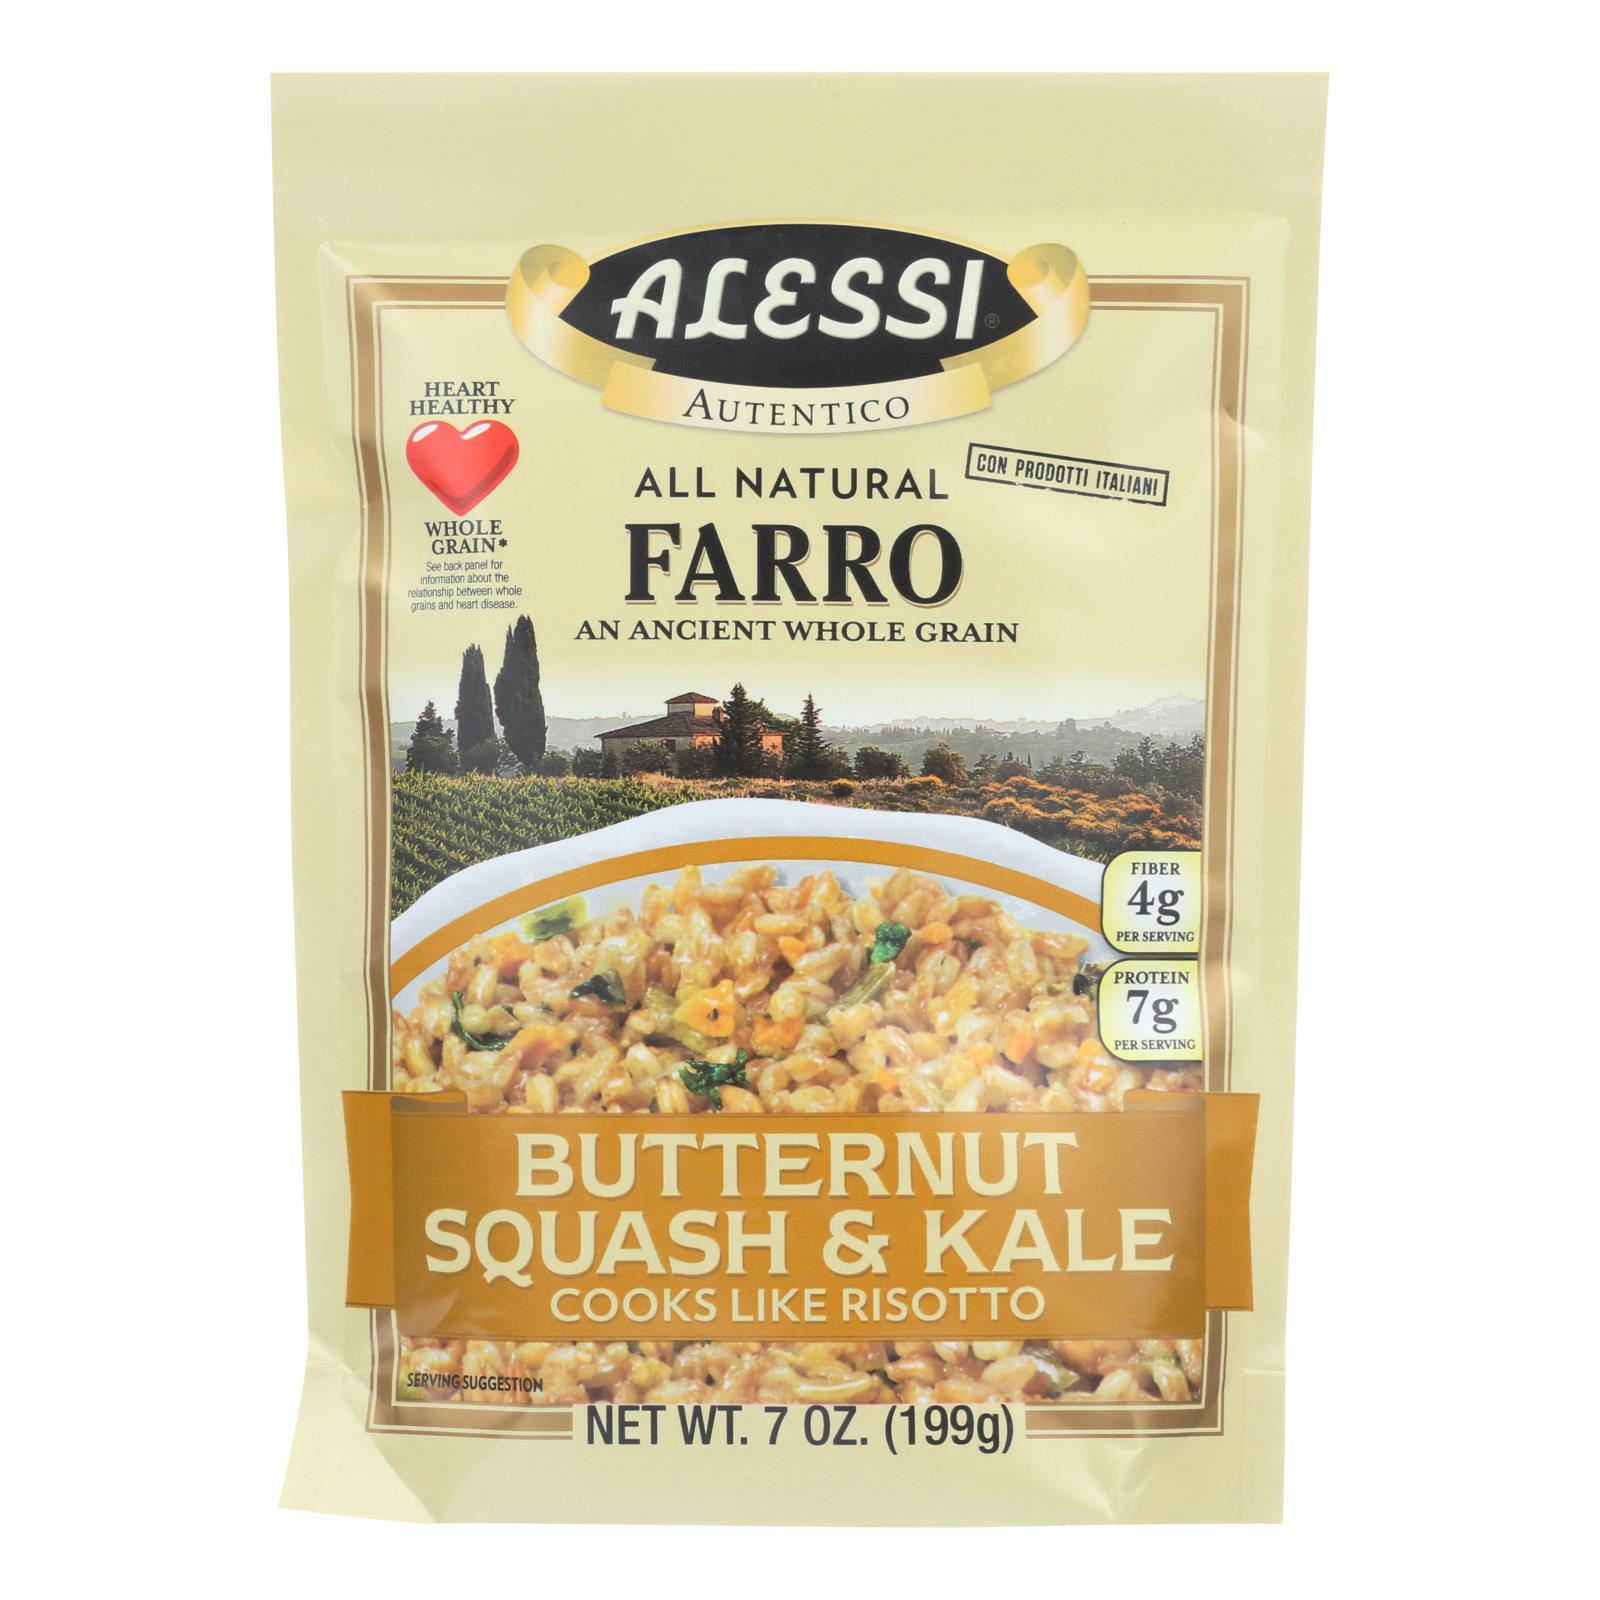 ALESSI®
AUTENTICO
CON PRODOTTI ITALIANI
HEART
HEALTHY
WHOLE
GRAIN*
See back panel for
information about the
relationship between whole
grains and heart disease.
ALL NATURAL
FARRO
AN ANCIENT WHOLE GRAIN
FIBER
4g
PER SERVING
PROTEIN
7g
PER SERVING
BUTTERNUT
SQUASH & KALE
COOKS LIKE RISOTTO
SERVING SUGGESTION
NET WT. 7 OZ. (199g)